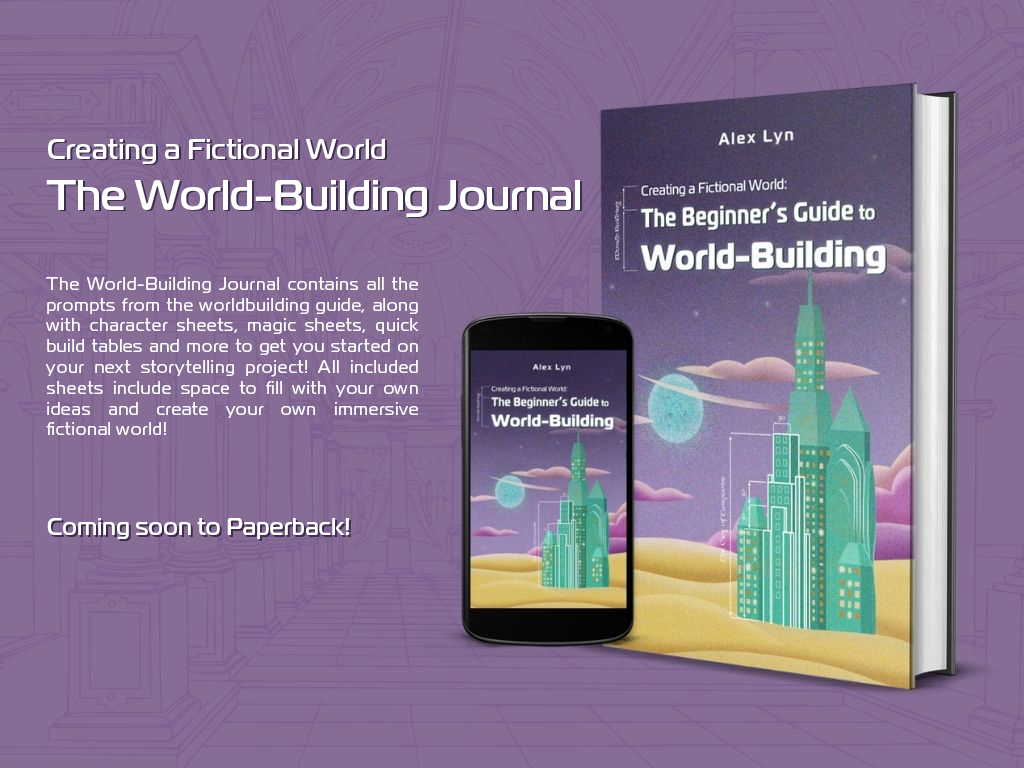 Creating a Fictional World
The World-Building Journal
The World-Building Journal contains all the
prompts from the worldbuilding guide, along
with character sheets, magic sheets, quick
build tables and more to get you started on
your next storytelling project! All included
sheets include space to fill with your own
ideas and create your own immersive
fictional world!
Coming soon to Paperback!
Alex Lyn
Creating a Fictional World:
The Beginner's Guide to
World-Building
Alex Lyn
Creating a Fictional World:
The Beginner's Guide to
World-Building